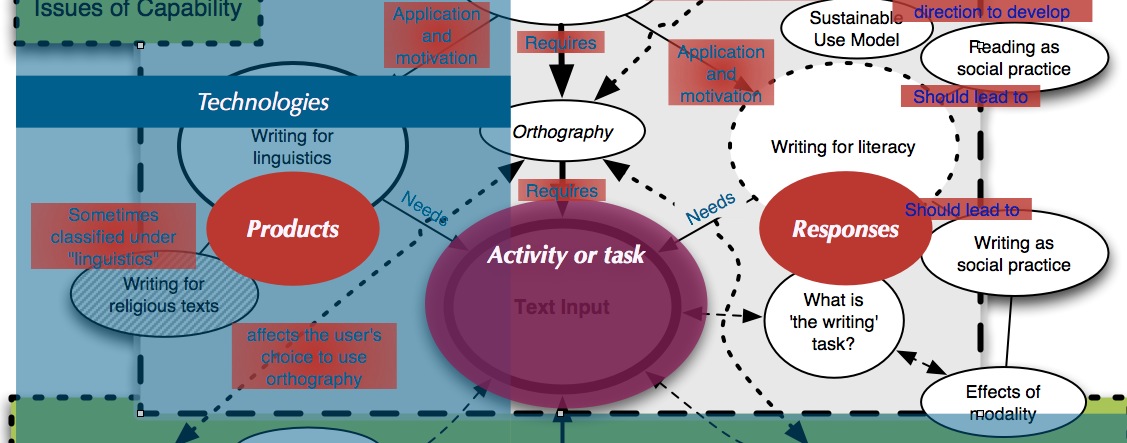 Issues of Capability
Application
and
motivation
Requires
Application
and
motivation
Sustainable
Use Model
direction to develop
Reading as
social practice
Should lead to
Technologies
Writing for
linguistics
Orthography
Writing for literacy
Requires
Needs
Needs
Should lead to
Sometimes
classified under
"linguistics"
Products
Responses
Writing as
social practice
Activity or task
Text Input
Writing for
religious texts
What is
'the writing'
task?
affects the user's
choice to use
orthography
Effects of
modality